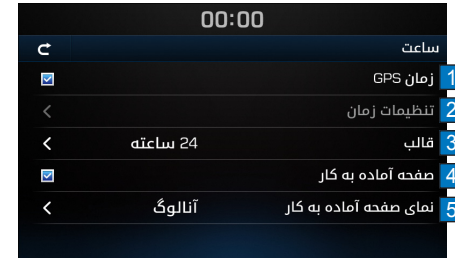 00:00
ساعت
زمان GPS 1
تنظیمات زمان 2
قالب 24 ساعته 3
صفحه آماده به کار 4
نمای صفحه آماده به کار آنالوگ 5